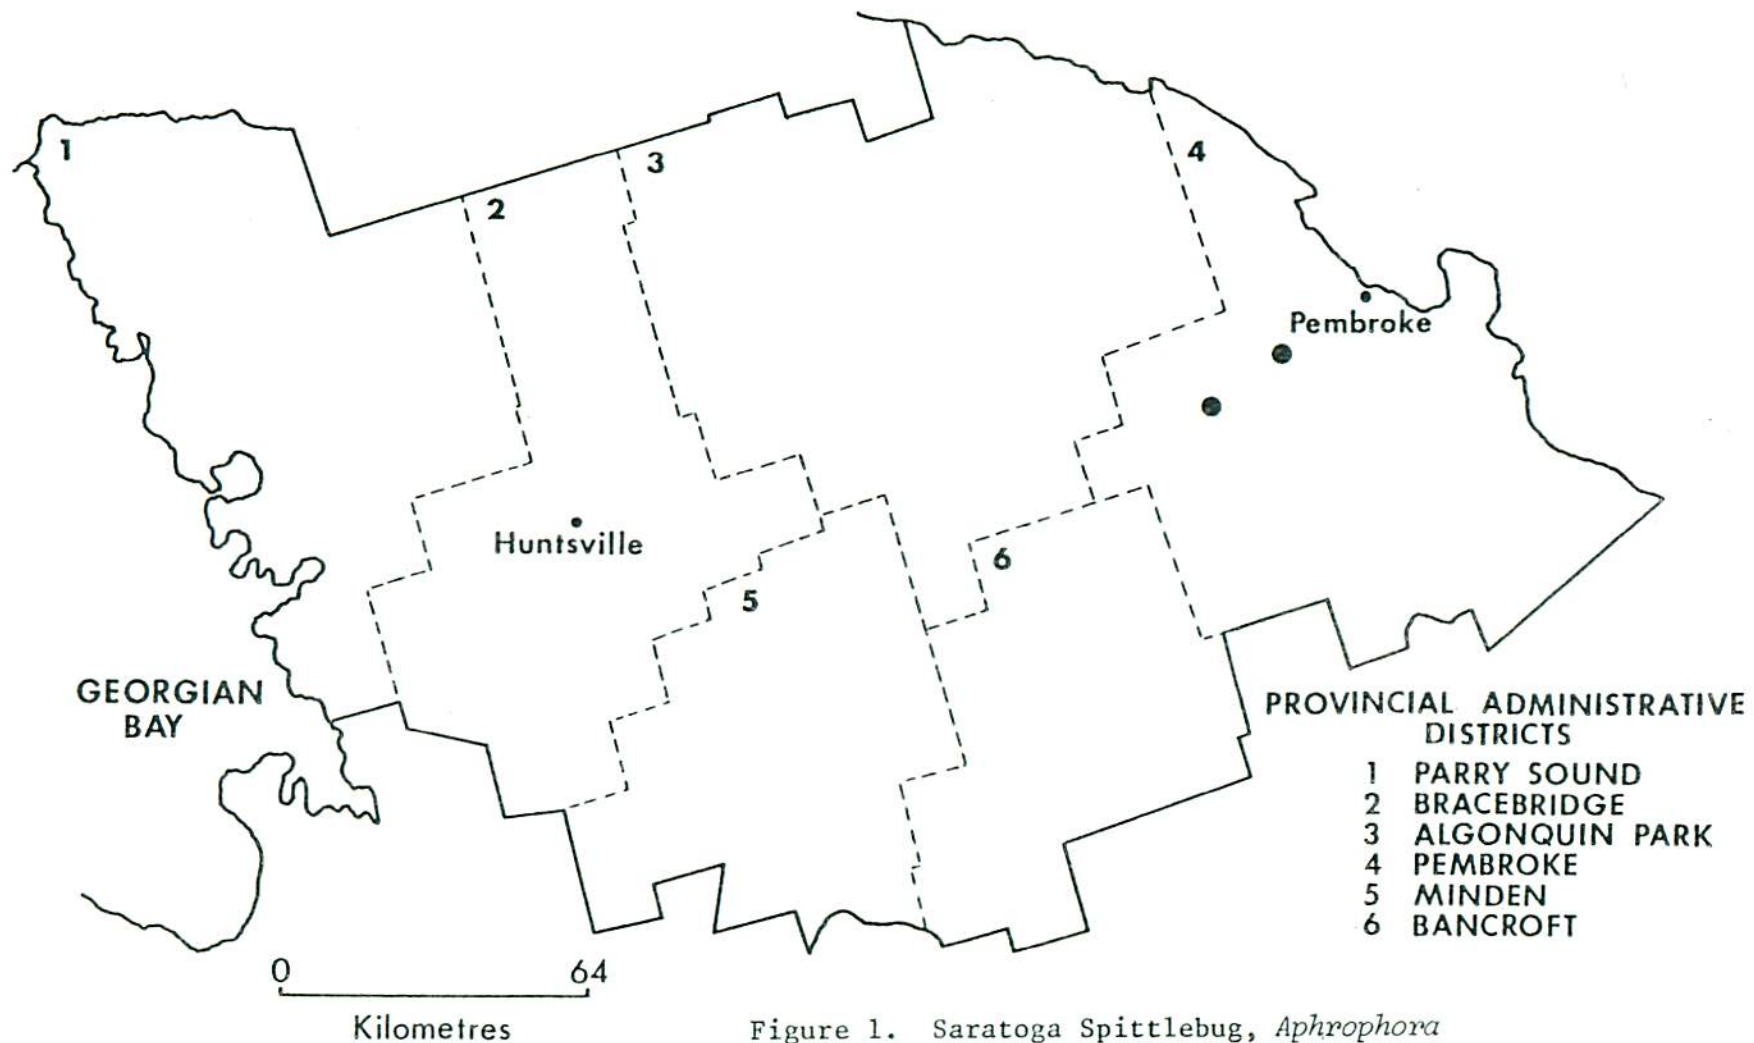 1
2
3
4
Pembroke
Huntsville
5
6
GEORGIAN
BAY
PROVINCIAL ADMINISTRATIVE
DISTRICTS
1 PARRY SOUND
2 BRACEBRIDGE
3 ALGONQUIN PARK
4 PEMBROKE
5 MINDEN
6 BANCROFT
0 64
Kilometres
Figure 1. Saratoga Spittlebug, Aphrophora